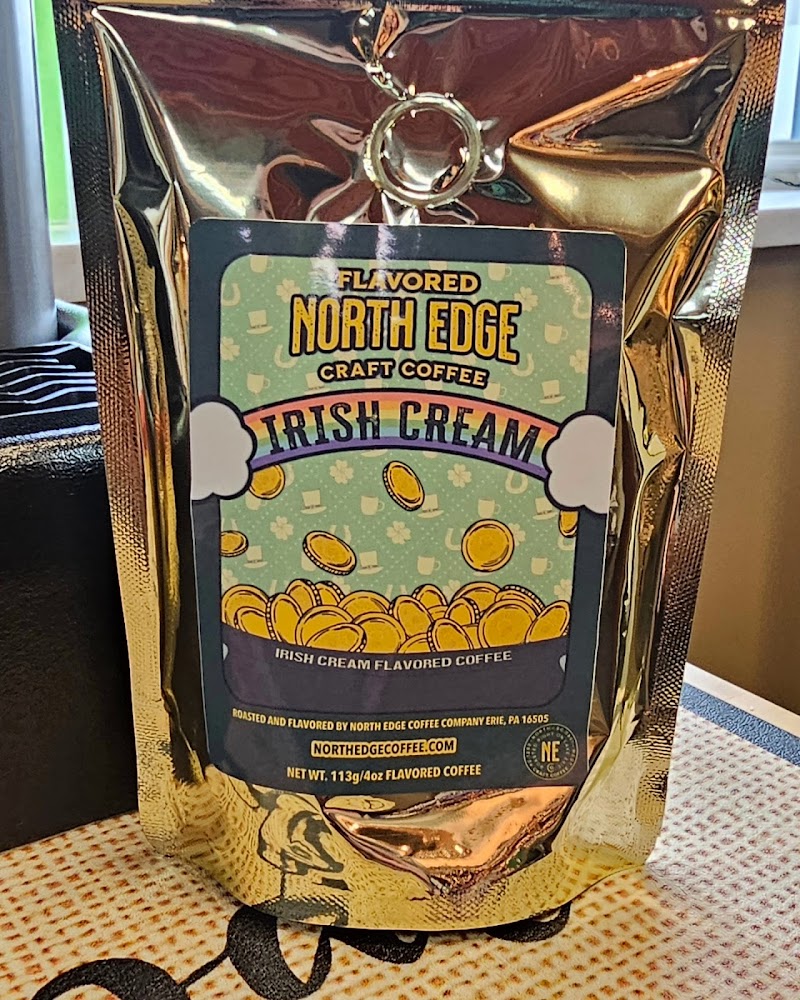 FLAVORED
NORTH EDGE
CRAFT COFFEE
IRISH CREAM
IRISH CREAM FLAVORED COFFEE
ROASTED AND FLAVORED BY NORTH EDGE COFFEE COMPANY ERIE, PA 16505
NORTHEDGECOFFEE.COM
NE
NET WT. 113g/4oz FLAVORED COFFEE